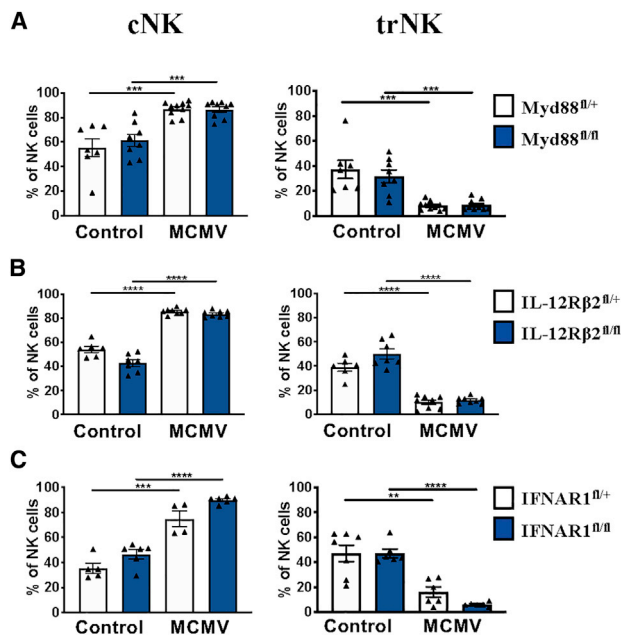 A
cNK
trNK
% of NK cells
100
80
60
40
20
0
***
***
Control
MCMV
% of NK cells
100
80
60
40
20
0
***
***
Control
MCMV
Myd88fl/+
Myd88fl/fl
B
% of NK cells
100
80
60
40
20
0
****
****
Control
MCMV
% of NK cells
100
80
60
40
20
0
****
****
Control
MCMV
IL-12Rβ2fl/+
IL-12Rβ2fl/fl
C
% of NK cells
100
80
60
40
20
0
***
****
Control
MCMV
% of NK cells
100
80
60
40
20
0
**
****
Control
MCMV
IFNAR1fl/+
IFNAR1fl/fl